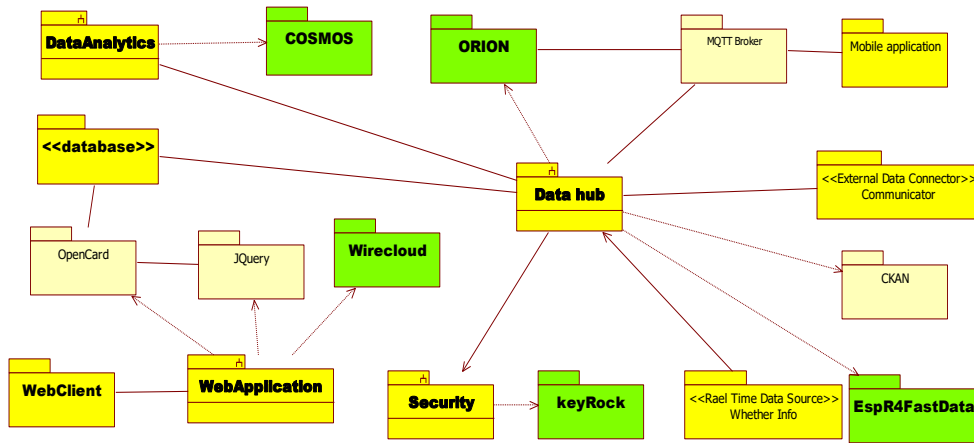 DataAnalytics
COSMOS
ORION
MQTT Broker
Mobile application
<<database>>
Data hub
<<External Data Connector>>
Communicator
OpenCard
JQuery
Wirecloud
CKAN
WebClient
WebApplication
Security
keyRock
<<Rael Time Data Source>>
Whether Info
EspR4FastData